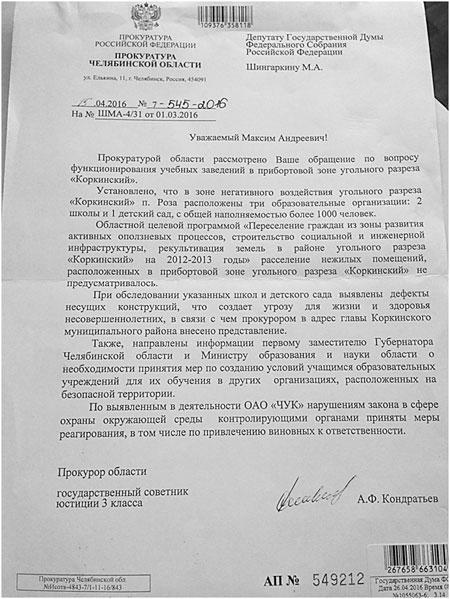 109376"358118
ПРОКУРАТУРА
РОССИЙСКОЙ ФЕДЕРАЦИИ
ПРОКУРАТУРА
ЧЕЛЯБИНСКОЙ ОБЛАСТИ
ул. Елькина, 11, г. Челябинск, Россия, 454091
Депутату Государственной Думы
Федерального Собрания
Российской Федерации
Шингаркину М.А.
15.04.2016 № 7-545-2016
На № ШМА-4/31 от 01.03.2016
Уважаемый Максим Андреевич!
Прокуратурой области рассмотрено Ваше обращение по вопросу
функционирования учебных заведений в прибортовой зоне угольного разреза
«Коркинский».
Установлено, что в зоне негативного воздействия угольного разреза
«Коркинский» п. Роза расположены три образовательные организации: 2
школы и 1 детский сад, с общей наполняемостью более 1000 человек.
Областной целевой программой «Переселение граждан из зоны развития
активных оползневых процессов, строительство социальной и инженерной
инфраструктуры, рекультивация земель в районе угольного разреза
«Коркинский» на 2012-2013 годы» расселение нежилых помещений,
расположенных в прибортовой зоне угольного разреза «Коркинский» не
предусматривалось.
При обследовании указанных школ и детского сада выявлены дефекты
несущих конструкций, что создает угрозу для жизни и здоровья
несовершеннолетних, в связи с чем прокурором в адрес главы Коркинского
муниципального района внесено представление.
Также, направлены информации первому заместителю Губернатора
Челябинской области и Министру образования и науки области о
необходимости принятия мер по созданию условий учащимся образовательных
учреждений для их обучения в других организациях, расположенных на
безопасной территории.
По выявленным в деятельности ОАО «ЧУК» нарушениям закона в сфере
охраны окружающей среды контролирующими органами приняты меры
реагирования, в том числе по привлечению виновных к ответственности.
Прокурор области
государственный советник
юстиции 3 класса
А.Ф. Кондратьев
Прокуратура Челябинской обл.
№Исорг-4843-7/1-11-16/843
АП № 549212
267658"663104
Государственная Дума ФС
Дата 26.04.2016
№1055063-6; 3.14